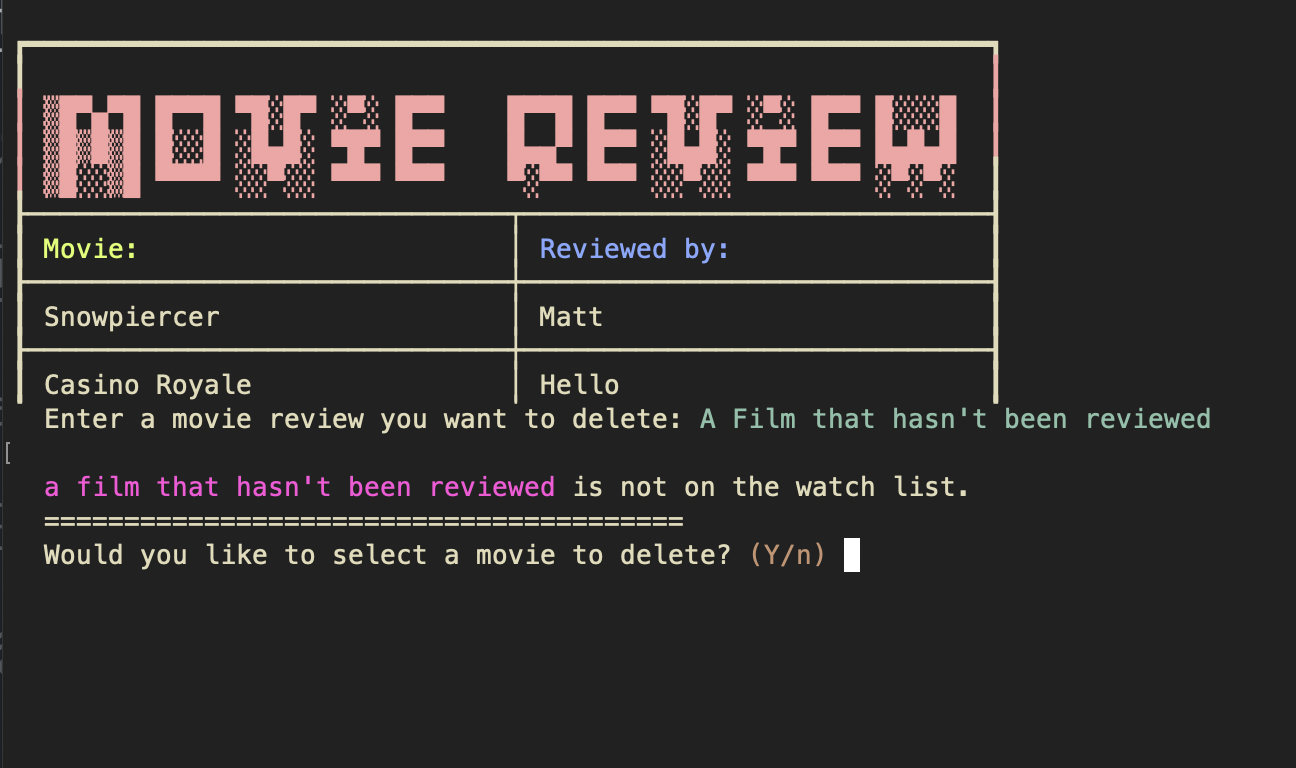 MOVIE REVIEW
Movie: Reviewed by:
Snowpiercer Matt
Casino Royale Hello
Enter a movie review you want to delete: A Film that hasn't been reviewed
[
a film that hasn't been reviewed is not on the watch list.
========================================
Would you like to select a movie to delete? (Y/n)